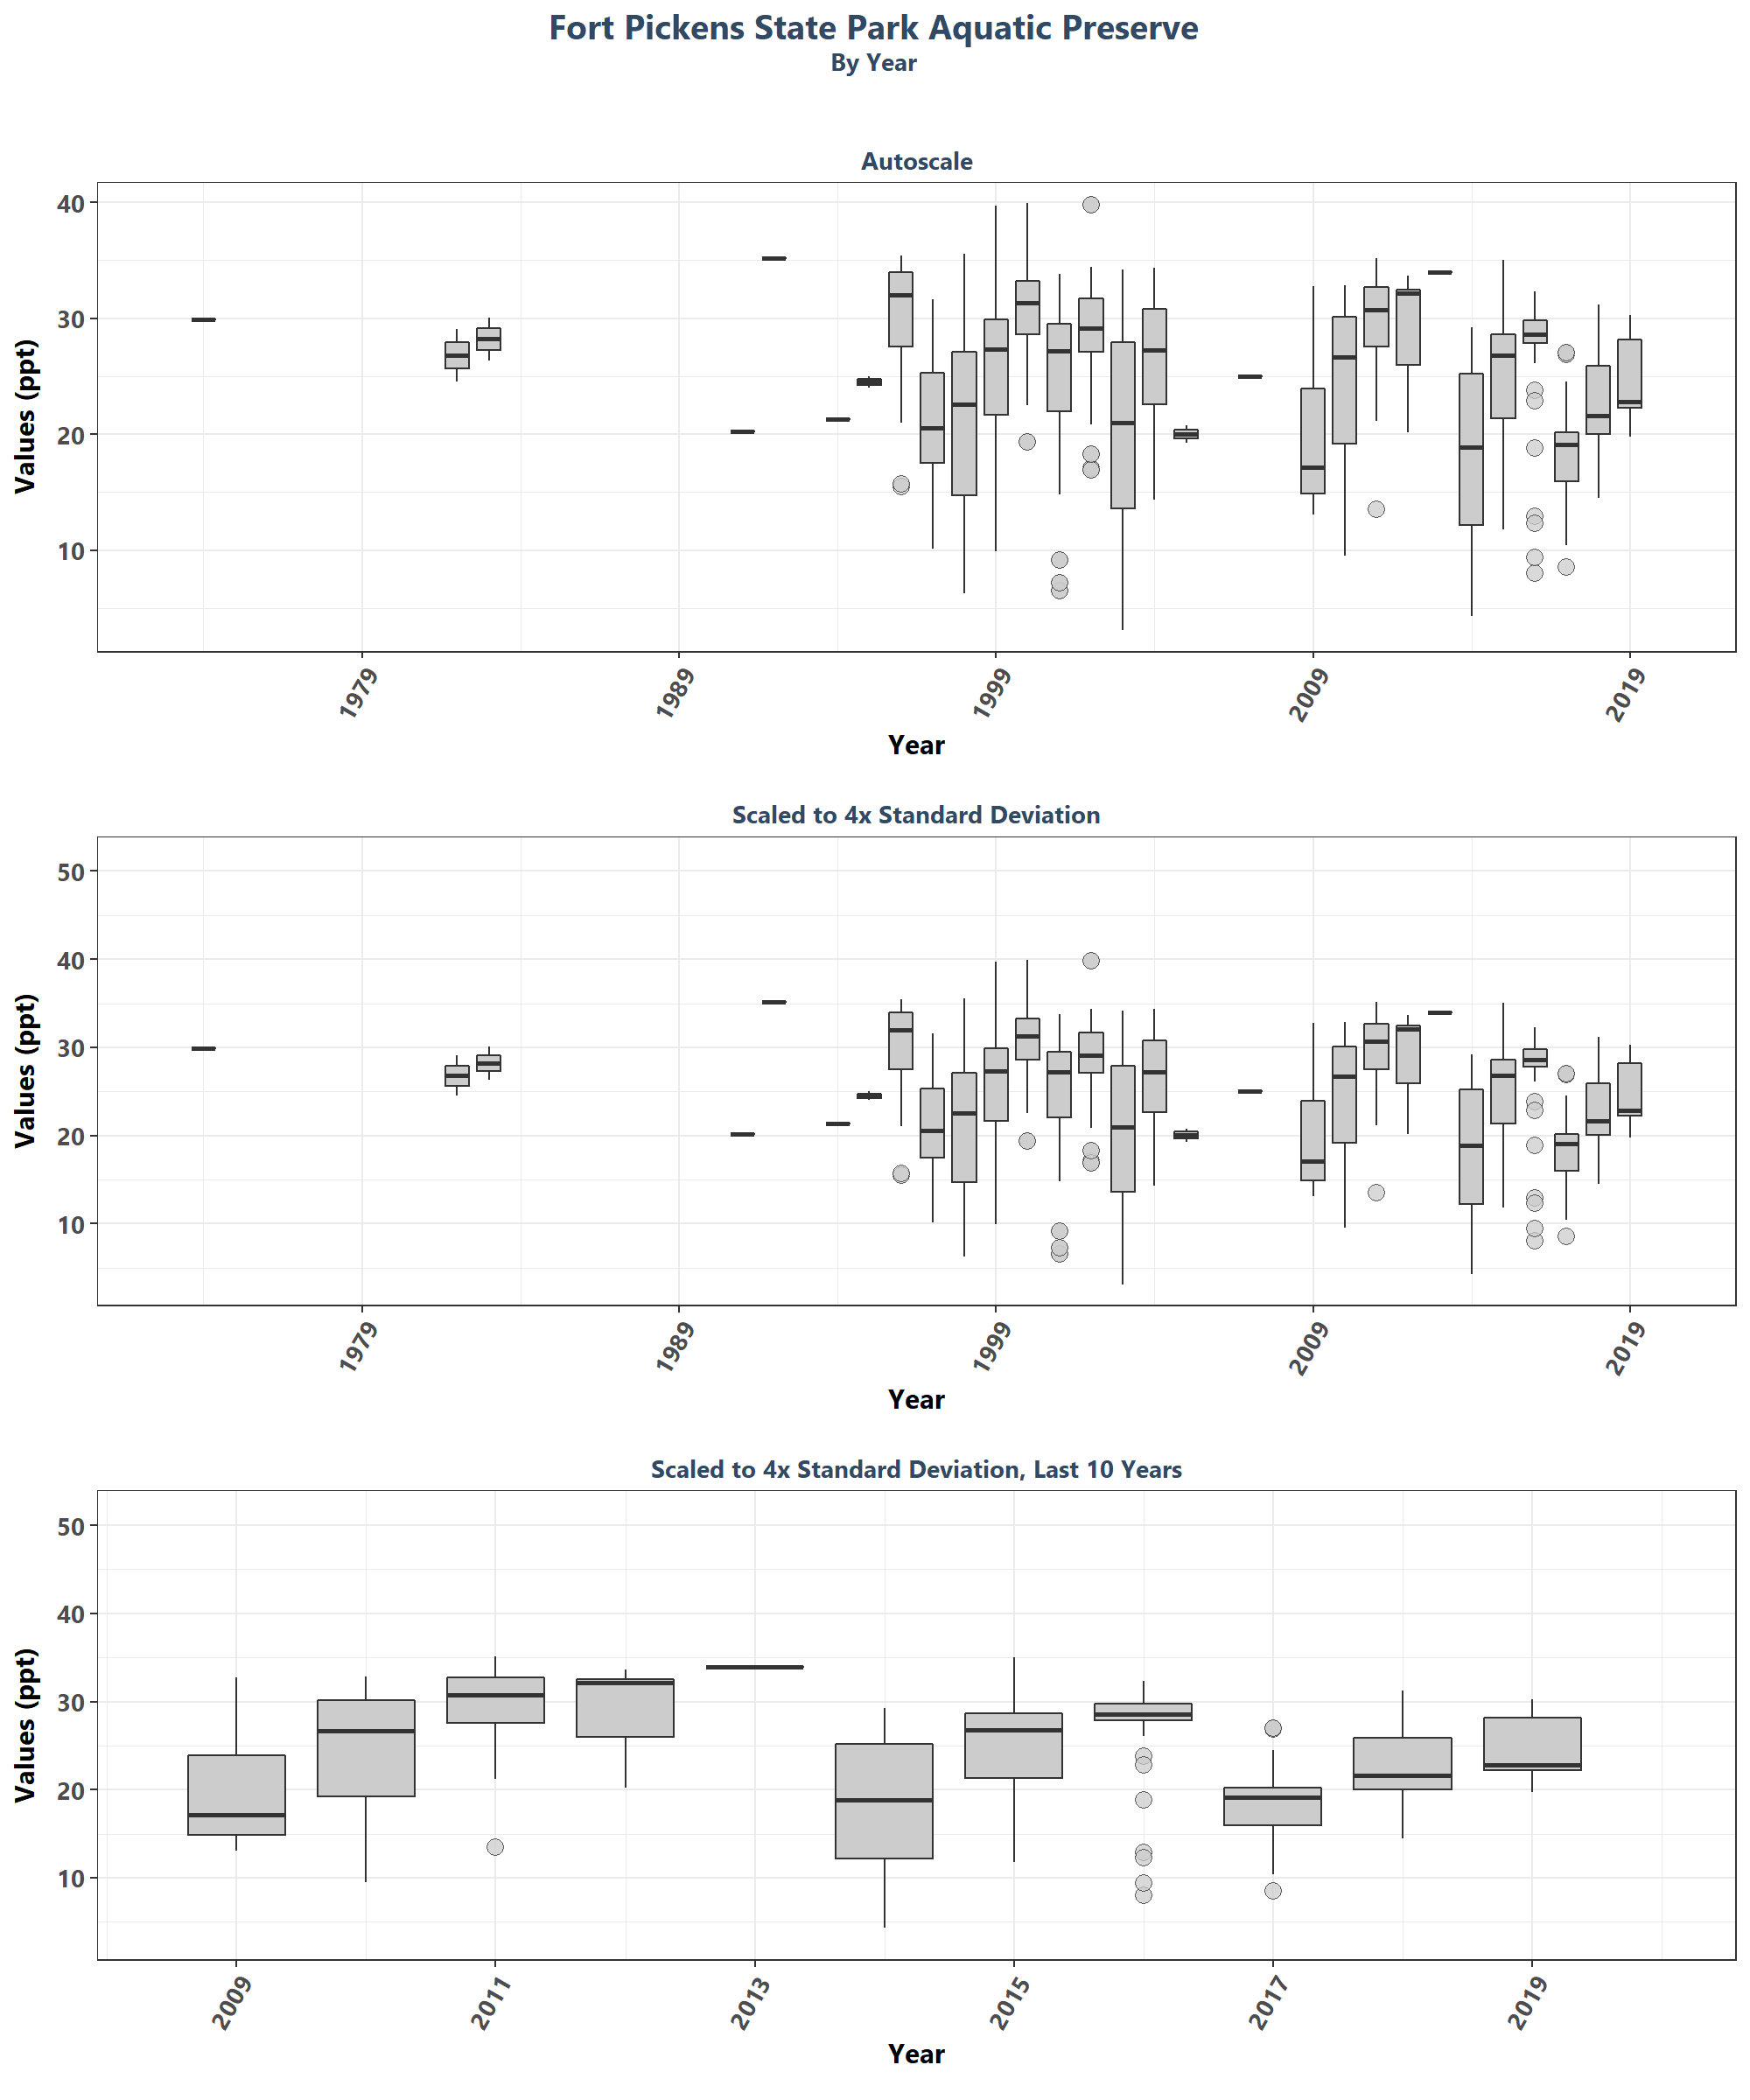 Fort Pickens State Park Aquatic Preserve
By Year
Autoscale
Values (ppt)
40
30
20
10
1979 1989 1999 2009 2019
Year
Scaled to 4x Standard Deviation
Values (ppt)
50
40
30
20
10
1979 1989 1999 2009 2019
Year
Scaled to 4x Standard Deviation, Last 10 Years
Values (ppt)
50
40
30
20
10
2009 2011 2013 2015 2017 2019
Year